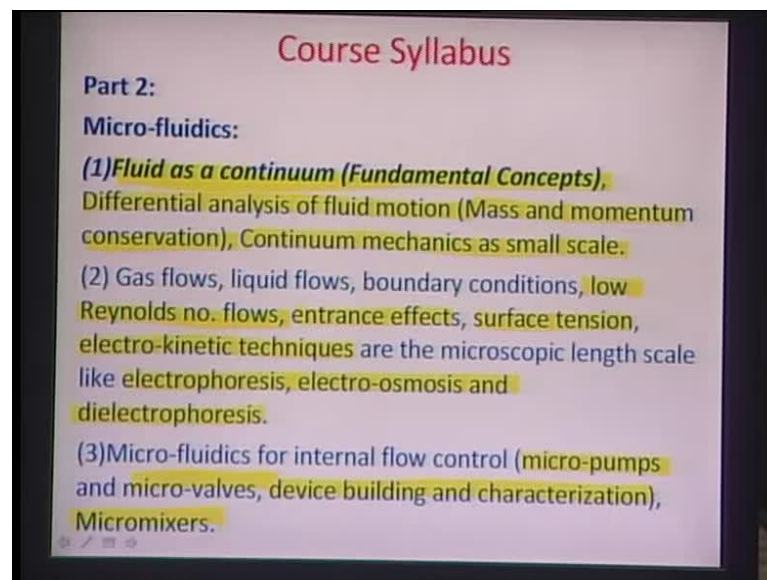 Course Syllabus
Part 2:
Micro-fluidics:
(1)Fluid as a continuum (Fundamental Concepts),
Differential analysis of fluid motion (Mass and momentum
conservation), Continuum mechanics as small scale.
(2) Gas flows, liquid flows, boundary conditions, low
Reynolds no. flows, entrance effects, surface tension,
electro-kinetic techniques are the microscopic length scale
like electrophoresis, electro-osmosis and
dielectrophoresis.
(3)Micro-fluidics for internal flow control (micro-pumps
and micro-valves, device building and characterization),
Micromixers.